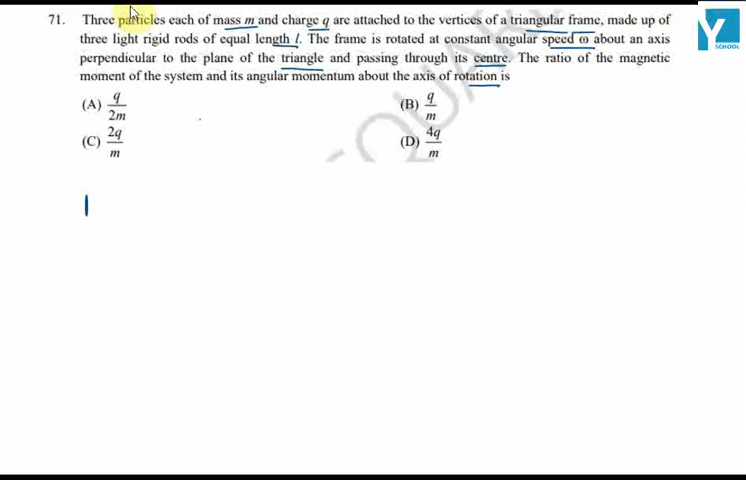 71. Three particles each of mass m and charge q are attached to the vertices of a triangular frame, made up of
three light rigid rods of equal length l. The frame is rotated at constant angular speed ω about an axis
perpendicular to the plane of the triangle and passing through its centre. The ratio of the magnetic
moment of the system and its angular momentum about the axis of rotation is
(A) q/2m (B) q/m
(C) 2q/m (D) 4q/m
Y
SCHOOL